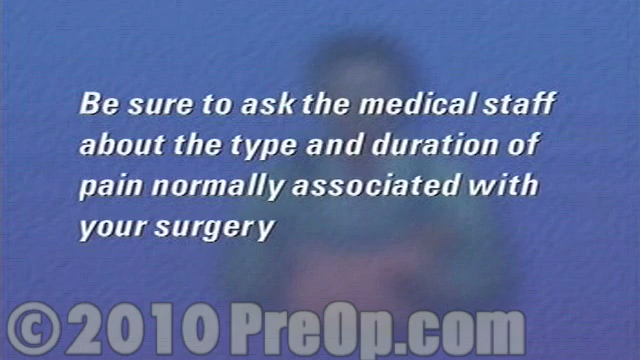 Be sure to ask the medical staff
about the type and duration of
pain normally associated with
your surgery
© 2010 PreOp.com